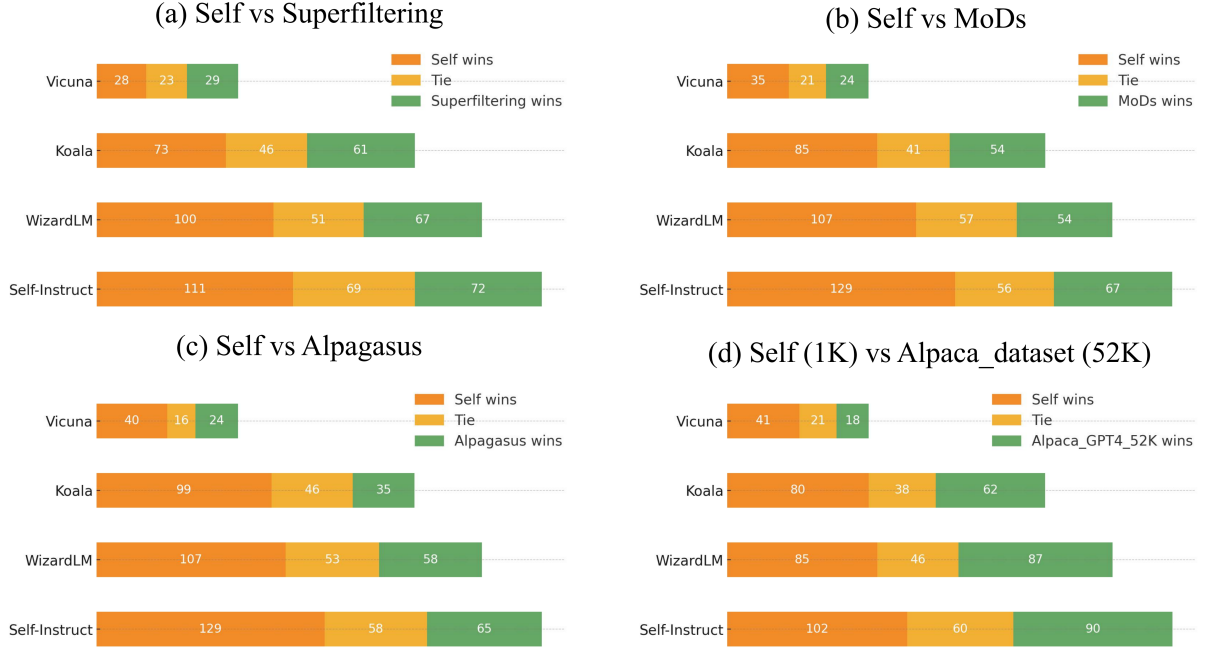 (a) Self vs Superfiltering
Self wins
Tie
Superfiltering wins
Vicuna 28 23 29
Koala 73 46 61
WizardLM 100 51 67
Self-Instruct 111 69 72
(b) Self vs MoDs
Self wins
Tie
MoDs wins
Vicuna 35 21 24
Koala 85 41 54
WizardLM 107 57 54
Self-Instruct 129 56 67
(c) Self vs Alpagasus
Self wins
Tie
Alpagasus wins
Vicuna 40 16 24
Koala 99 46 35
WizardLM 107 53 58
Self-Instruct 129 58 65
(d) Self (1K) vs Alpaca_dataset (52K)
Self wins
Tie
Alpaca_GPT4_52K wins
Vicuna 41 21 18
Koala 80 38 62
WizardLM 85 46 87
Self-Instruct 102 60 90